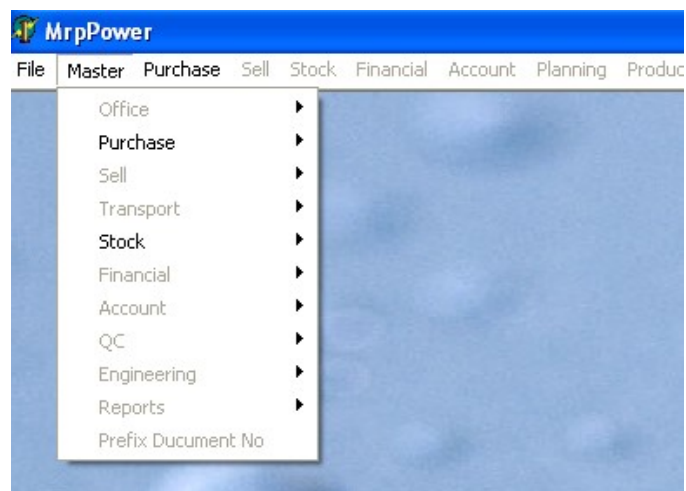 MrpPower
File Master Purchase Sell Stock Financial Account Planning Produc
Office
Purchase
Sell
Transport
Stock
Financial
Account
QC
Engineering
Reports
Prefix Ducument No